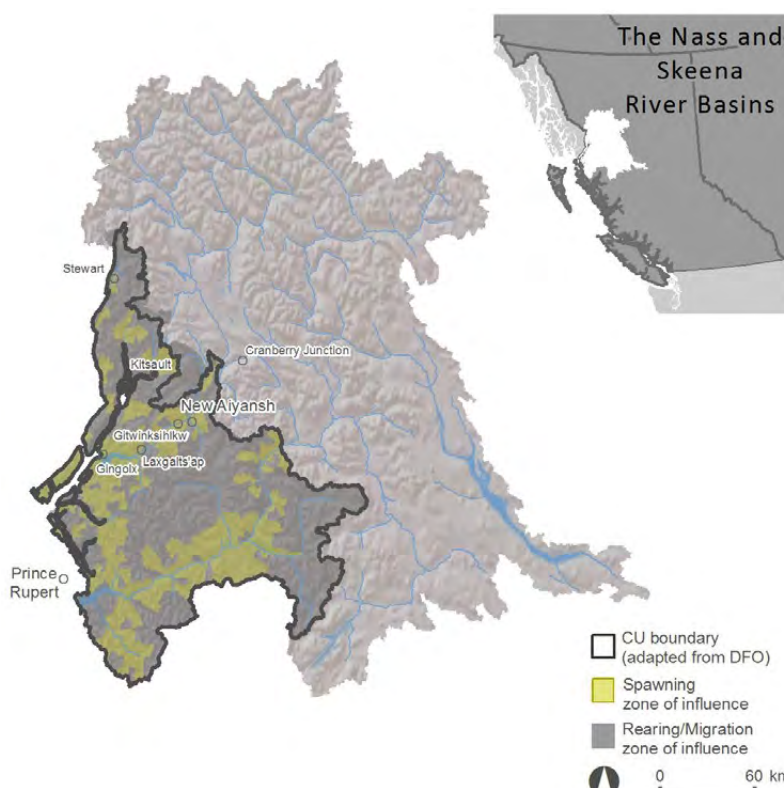 The Nass and
Skeena
River Basins
Stewart
Cranberry Junction
Kitsault
New Aiyansh
Gitwinksihlkw
Laxgalts'ap
Gingolx
Prince
Rupert
CU boundary
(adapted from DFO)
Spawning
zone of influence
Rearing/Migration
zone of influence
0 60 km